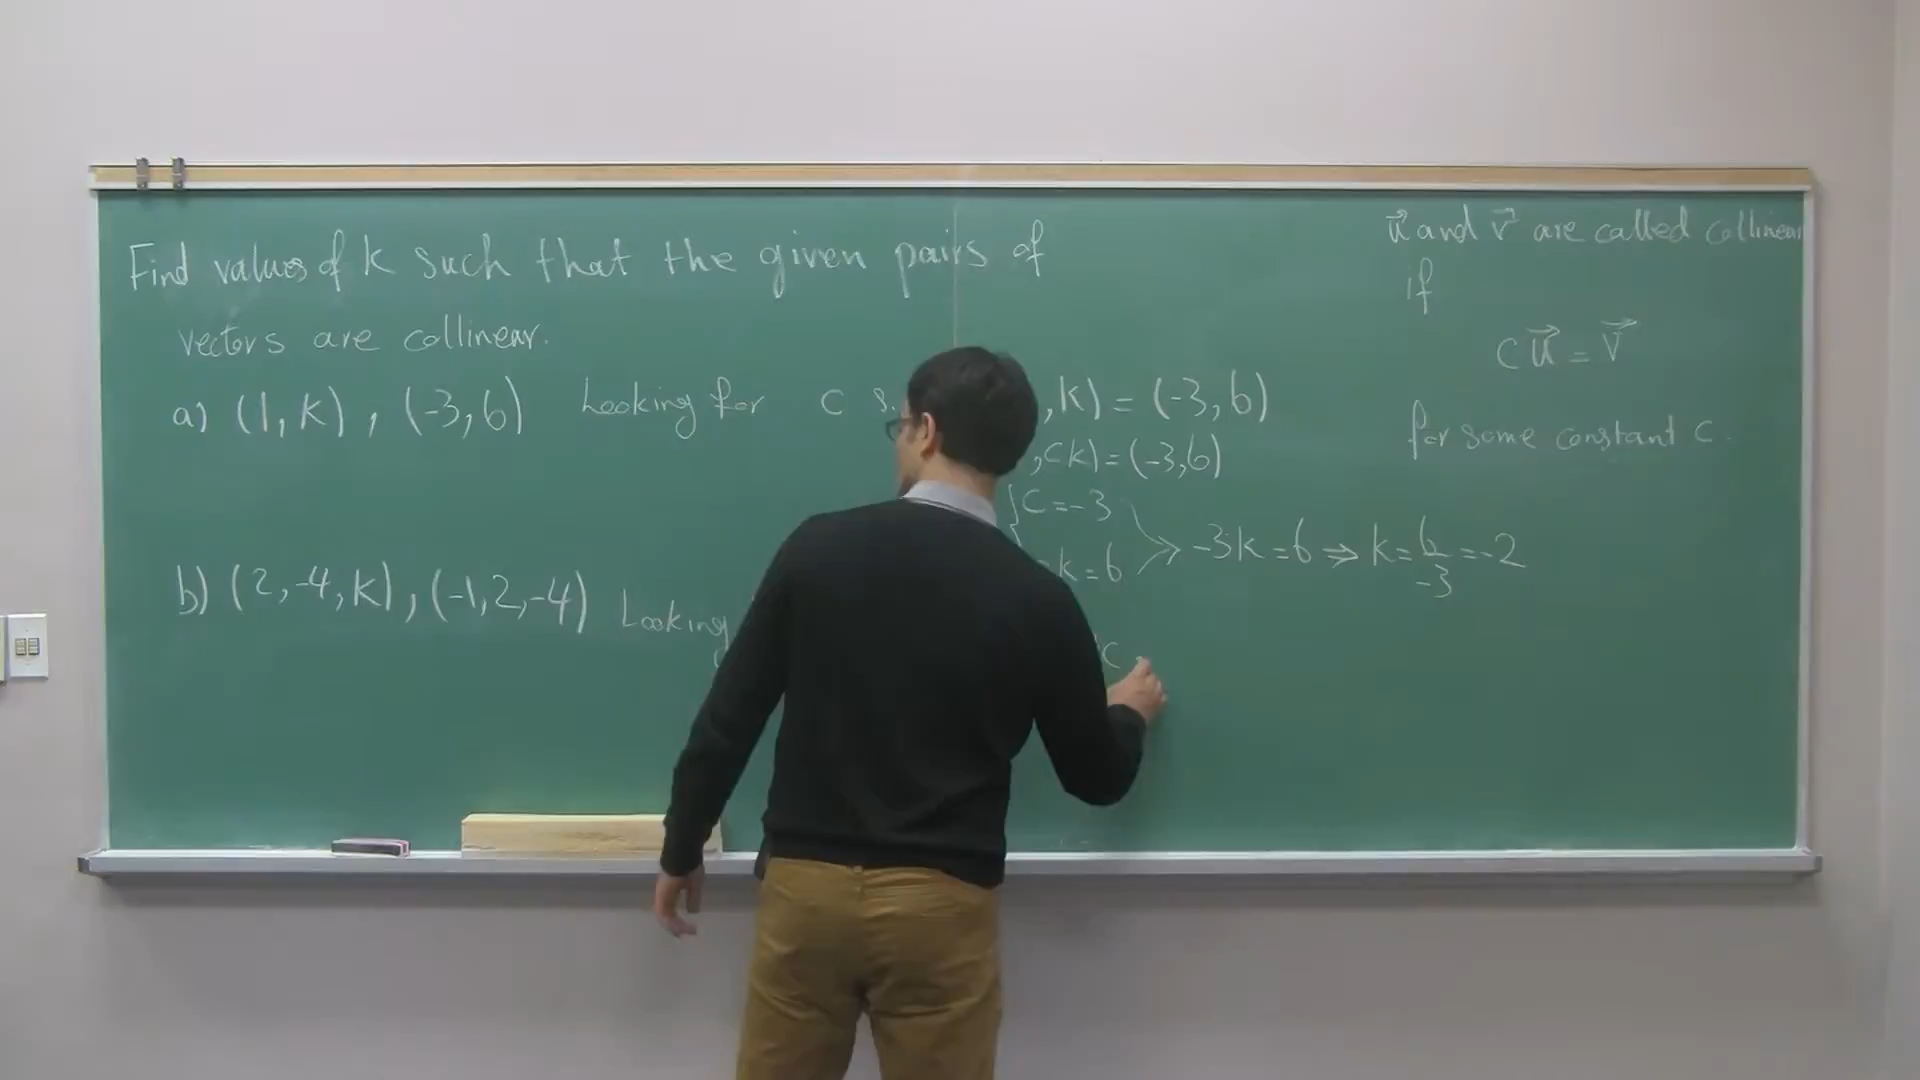 Find values of k such that the given pairs of
vectors are collinear.
a) (1, k) , (-3, 6) Looking for c s. , k) = (-3, 6)
, ck) = (-3, 6)
{ c = -3
k = 6
-3k = 6 ⇒ k = 6/-3 = -2
b) (2, -4, k) , (-1, 2, -4) Looking
c
u⃗ and v⃗ are called collinear
if
c u⃗ = v⃗
for some constant c.